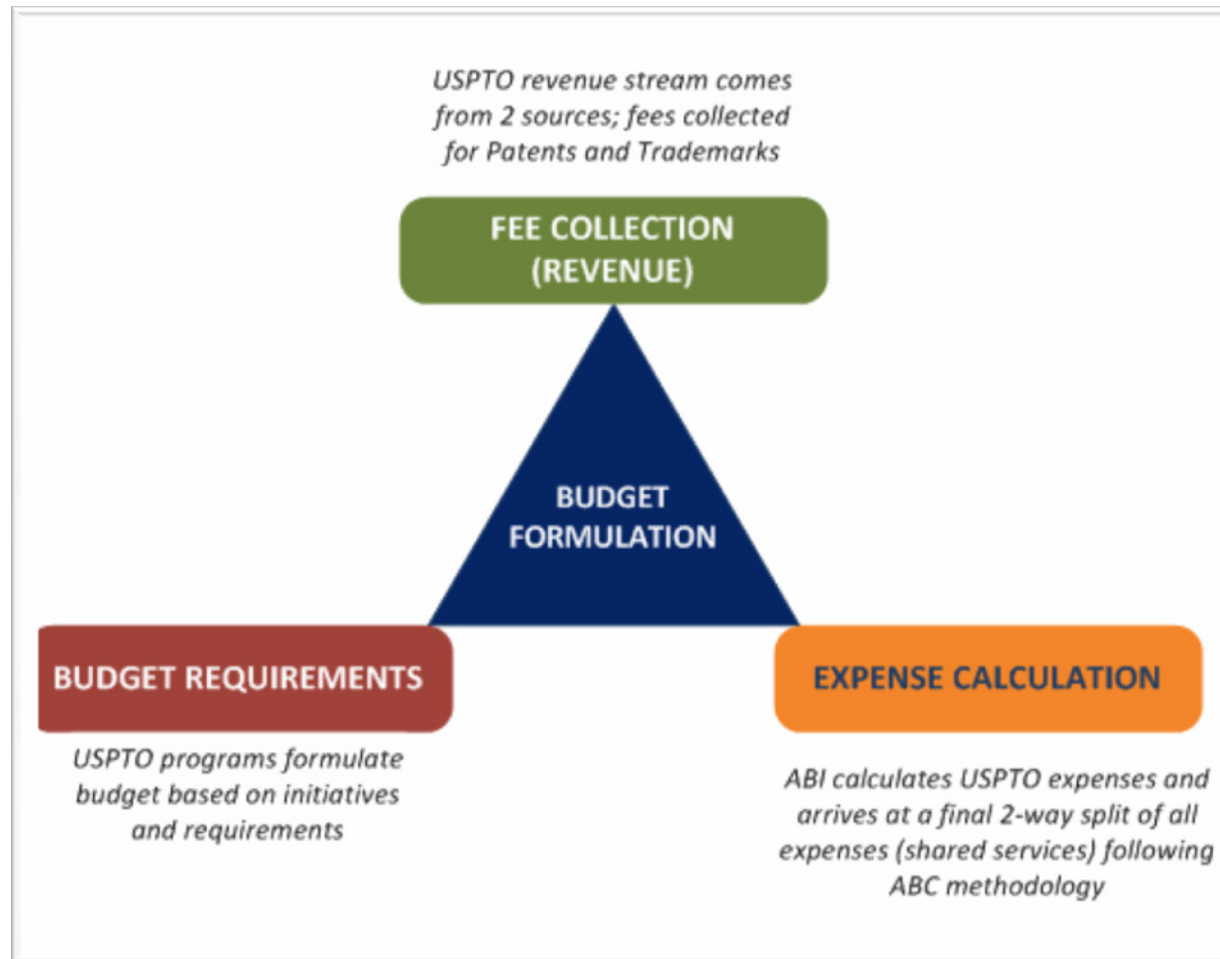 USPTO revenue stream comes
from 2 sources; fees collected
for Patents and Trademarks
FEE COLLECTION
(REVENUE)
BUDGET
FORMULATION
BUDGET REQUIREMENTS
USPTO programs formulate
budget based on initiatives
and requirements
EXPENSE CALCULATION
ABI calculates USPTO expenses and
arrives at a final 2-way split of all
expenses (shared services) following
ABC methodology